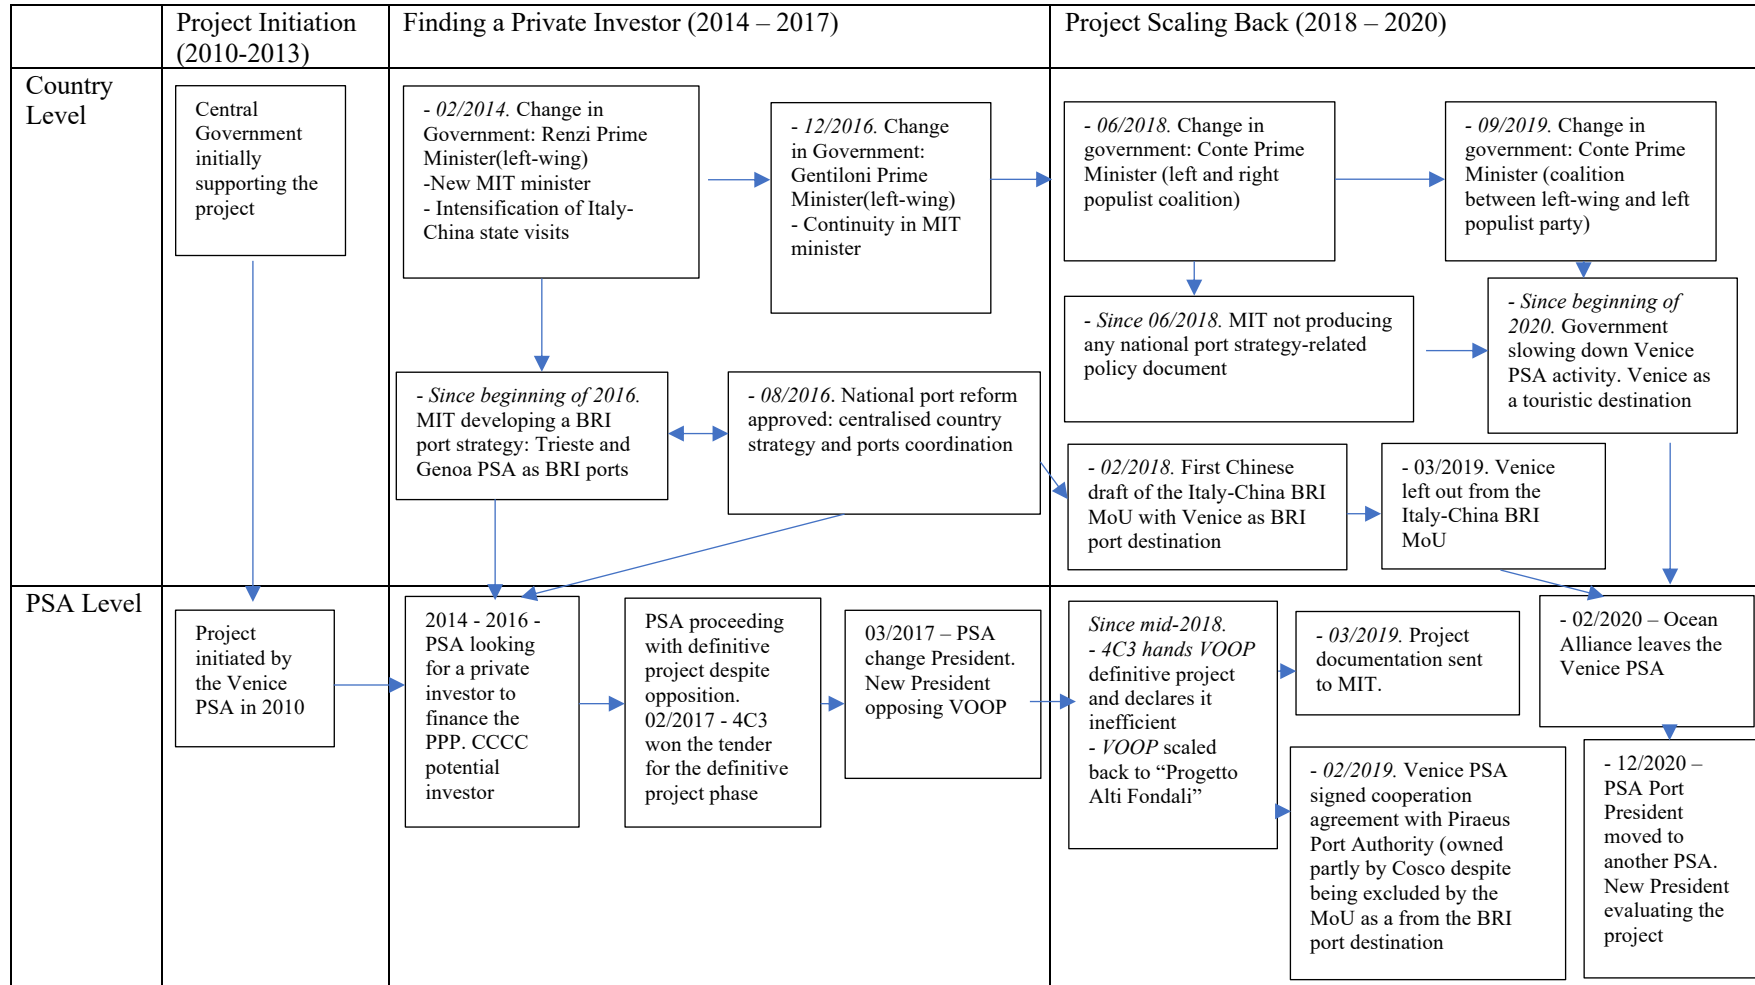 Project Initiation
(2010-2013)
Finding a Private Investor (2014 – 2017)
Project Scaling Back (2018 – 2020)
Country
Level
Central
Government
initially
supporting the
project
- 02/2014. Change in
Government: Renzi Prime
Minister(left-wing)
-New MIT minister
- Intensification of Italy-
China state visits
- 12/2016. Change
in Government:
Gentiloni Prime
Minister(left-wing)
- Continuity in MIT
minister
- 06/2018. Change in
government: Conte Prime
Minister (left and right
populist coalition)
- 09/2019. Change in
government: Conte Prime
Minister (coalition
between left-wing and left
populist party)
- Since 06/2018. MIT not producing
any national port strategy-related
policy document
- Since beginning of
2020. Government
slowing down Venice
PSA activity. Venice as
a touristic destination
- Since beginning of 2016.
MIT developing a BRI
port strategy: Trieste and
Genoa PSA as BRI ports
- 08/2016. National port reform
approved: centralised country
strategy and ports coordination
- 02/2018. First Chinese
draft of the Italy-China BRI
MoU with Venice as BRI
port destination
- 03/2019. Venice
left out from the
Italy-China BRI
MoU
PSA Level
Project
initiated by
the Venice
PSA in 2010
2014 - 2016 -
PSA looking
for a private
investor to
finance the
PPP. CCCC
potential
investor
PSA proceeding
with definitive
project despite
opposition.
02/2017 - 4C3
won the tender
for the definitive
project phase
03/2017 – PSA
change President.
New President
opposing VOOP
Since mid-2018.
- 4C3 hands VOOP
definitive project
and declares it
inefficient
- VOOP scaled
back to “Progetto
Alti Fondali”
- 03/2019. Project
documentation sent
to MIT.
- 02/2019. Venice PSA
signed cooperation
agreement with Piraeus
Port Authority (owned
partly by Cosco despite
being excluded by the
MoU as a from the BRI
port destination
- 02/2020 – Ocean
Alliance leaves the
Venice PSA
- 12/2020 –
PSA Port
President
moved to
another PSA.
New President
evaluating the
project